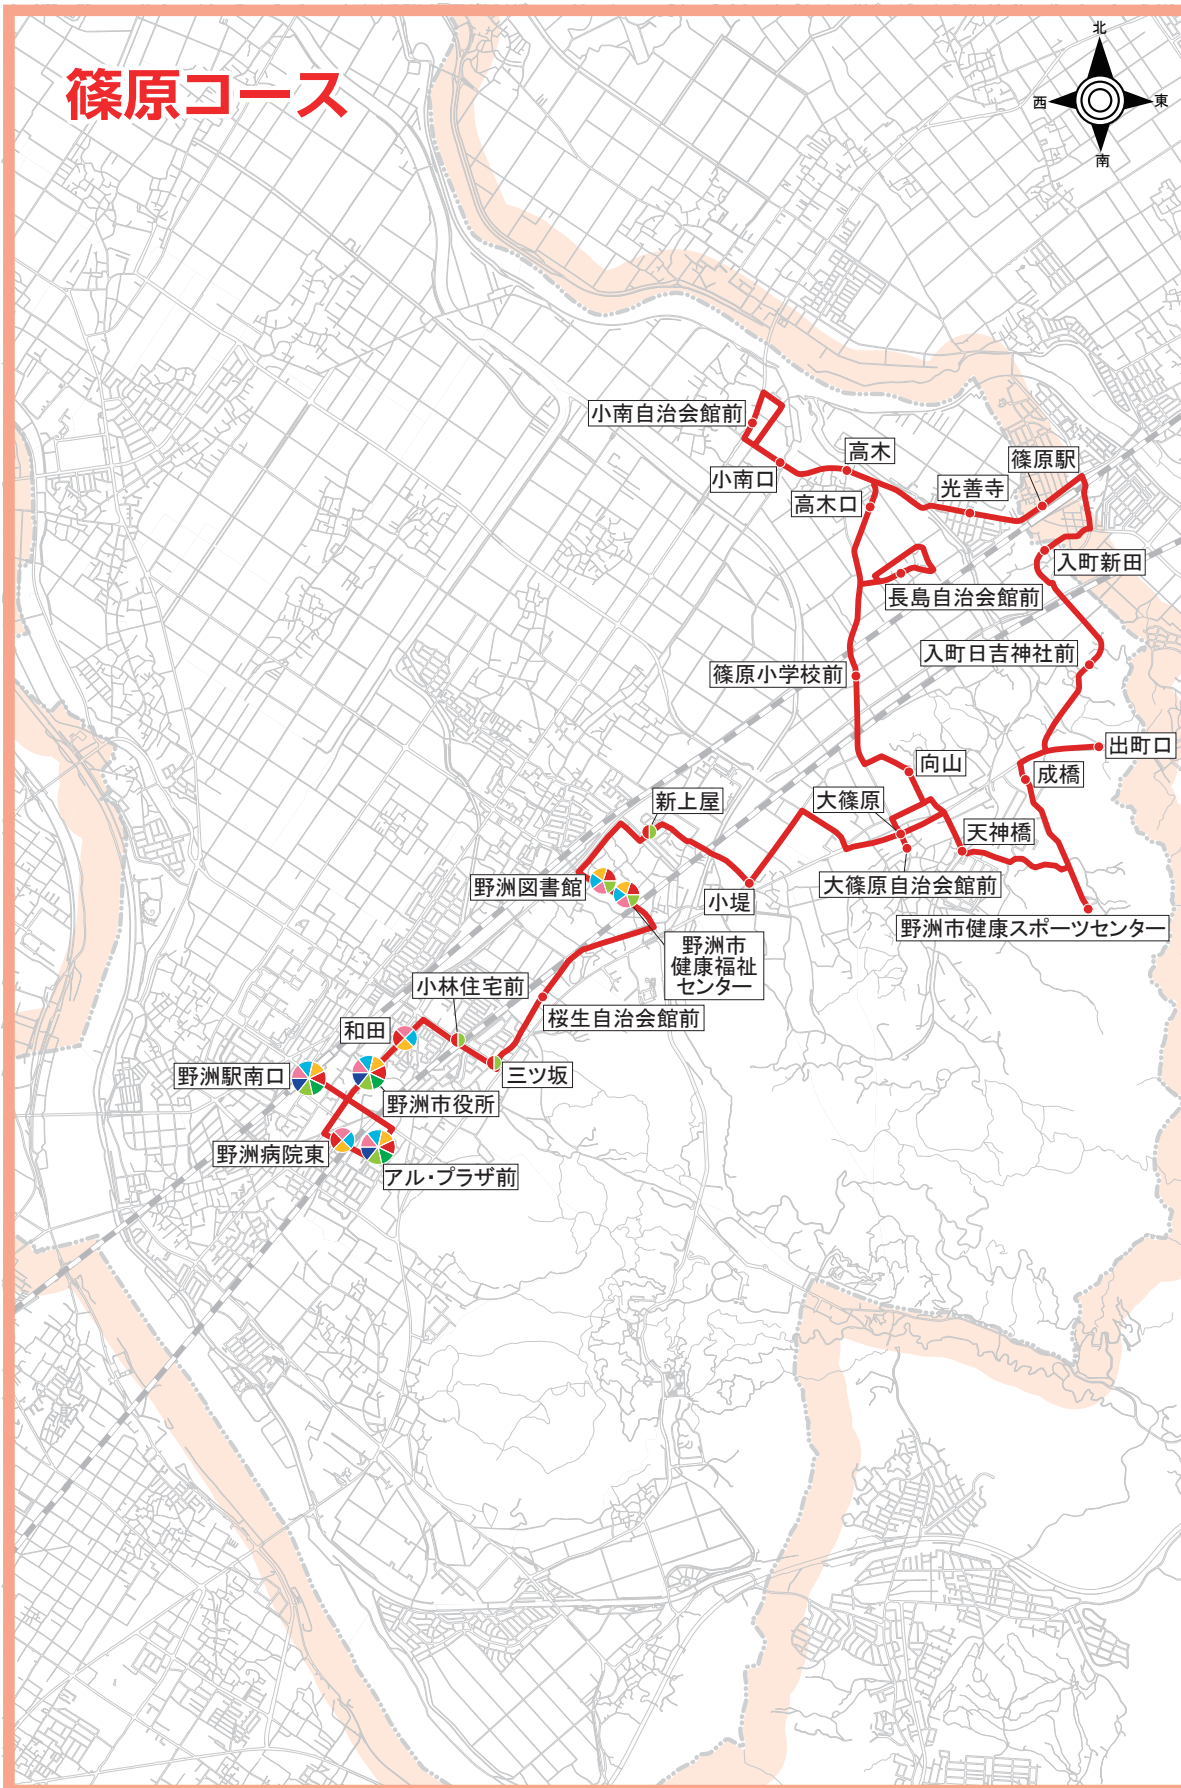 篠原コース
北
西
東
南
小南自治会館前
小南口
高木
高木口
光善寺
篠原駅
入町新田
長島自治会館前
入町日吉神社前
篠原小学校前
出町口
向山
成橋
大篠原
新上屋
天神橋
野洲図書館
小堤
大篠原自治会館前
野洲市健康スポーツセンター
野洲市
健康福祉
センター
小林住宅前
桜生自治会館前
和田
野洲駅南口
三ツ坂
野洲市役所
野洲病院東
アル・プラザ前